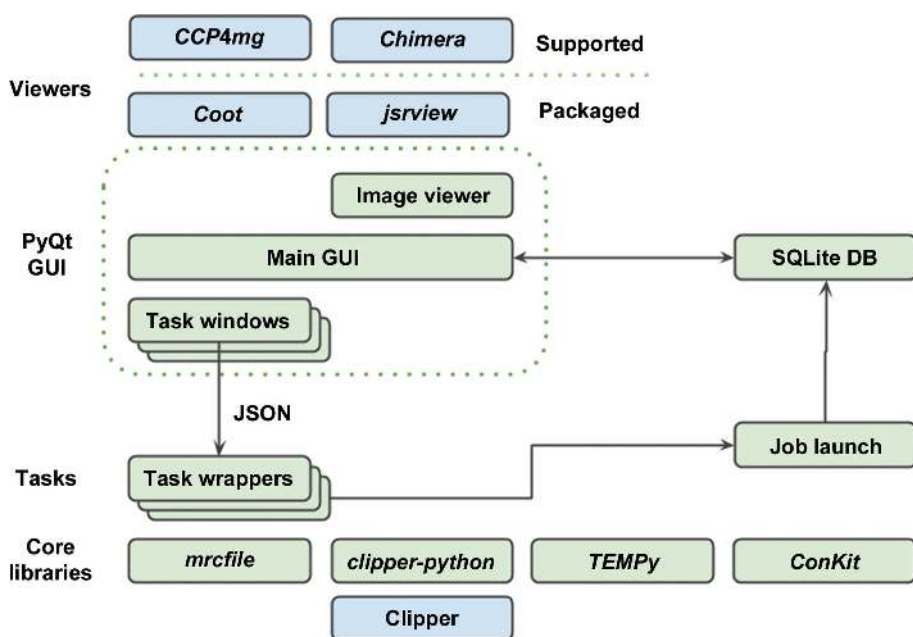 CCP4mg
Chimera
Supported
Viewers
Coot
jsrview
Packaged
Image viewer
PyQt
GUI
Main GUI
SQLite DB
Task windows
JSON
Tasks
Task wrappers
Job launch
Core
libraries
mrcfile
clipper-python
TEMPy
ConKit
Clipper